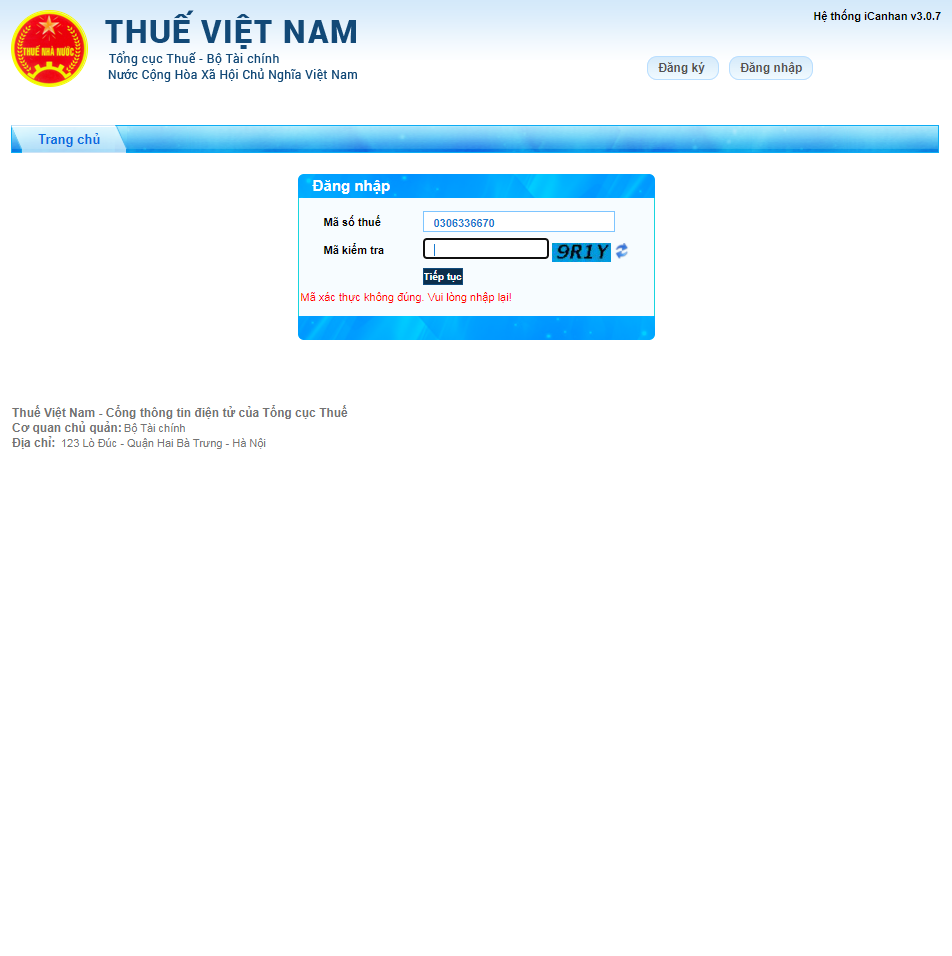 Hệ thống iCanhan v3.0.7
THUẾ VIỆT NAM
THUẾ NHÀ NƯỚC
Tổng cục Thuế - Bộ Tài chính
Nước Cộng Hòa Xã Hội Chủ Nghĩa Việt Nam
Đăng ký Đăng nhập
Trang chủ
Đăng nhập
Mã số thuế 0306336670
Mã kiểm tra 9R1Y
Tiếp tục
Mã xác thực không đúng. Vui lòng nhập lại!
Thuế Việt Nam - Cổng thông tin điện tử của Tổng cục Thuế
Cơ quan chủ quản: Bộ Tài chính
Địa chỉ: 123 Lò Đúc - Quận Hai Bà Trưng - Hà Nội